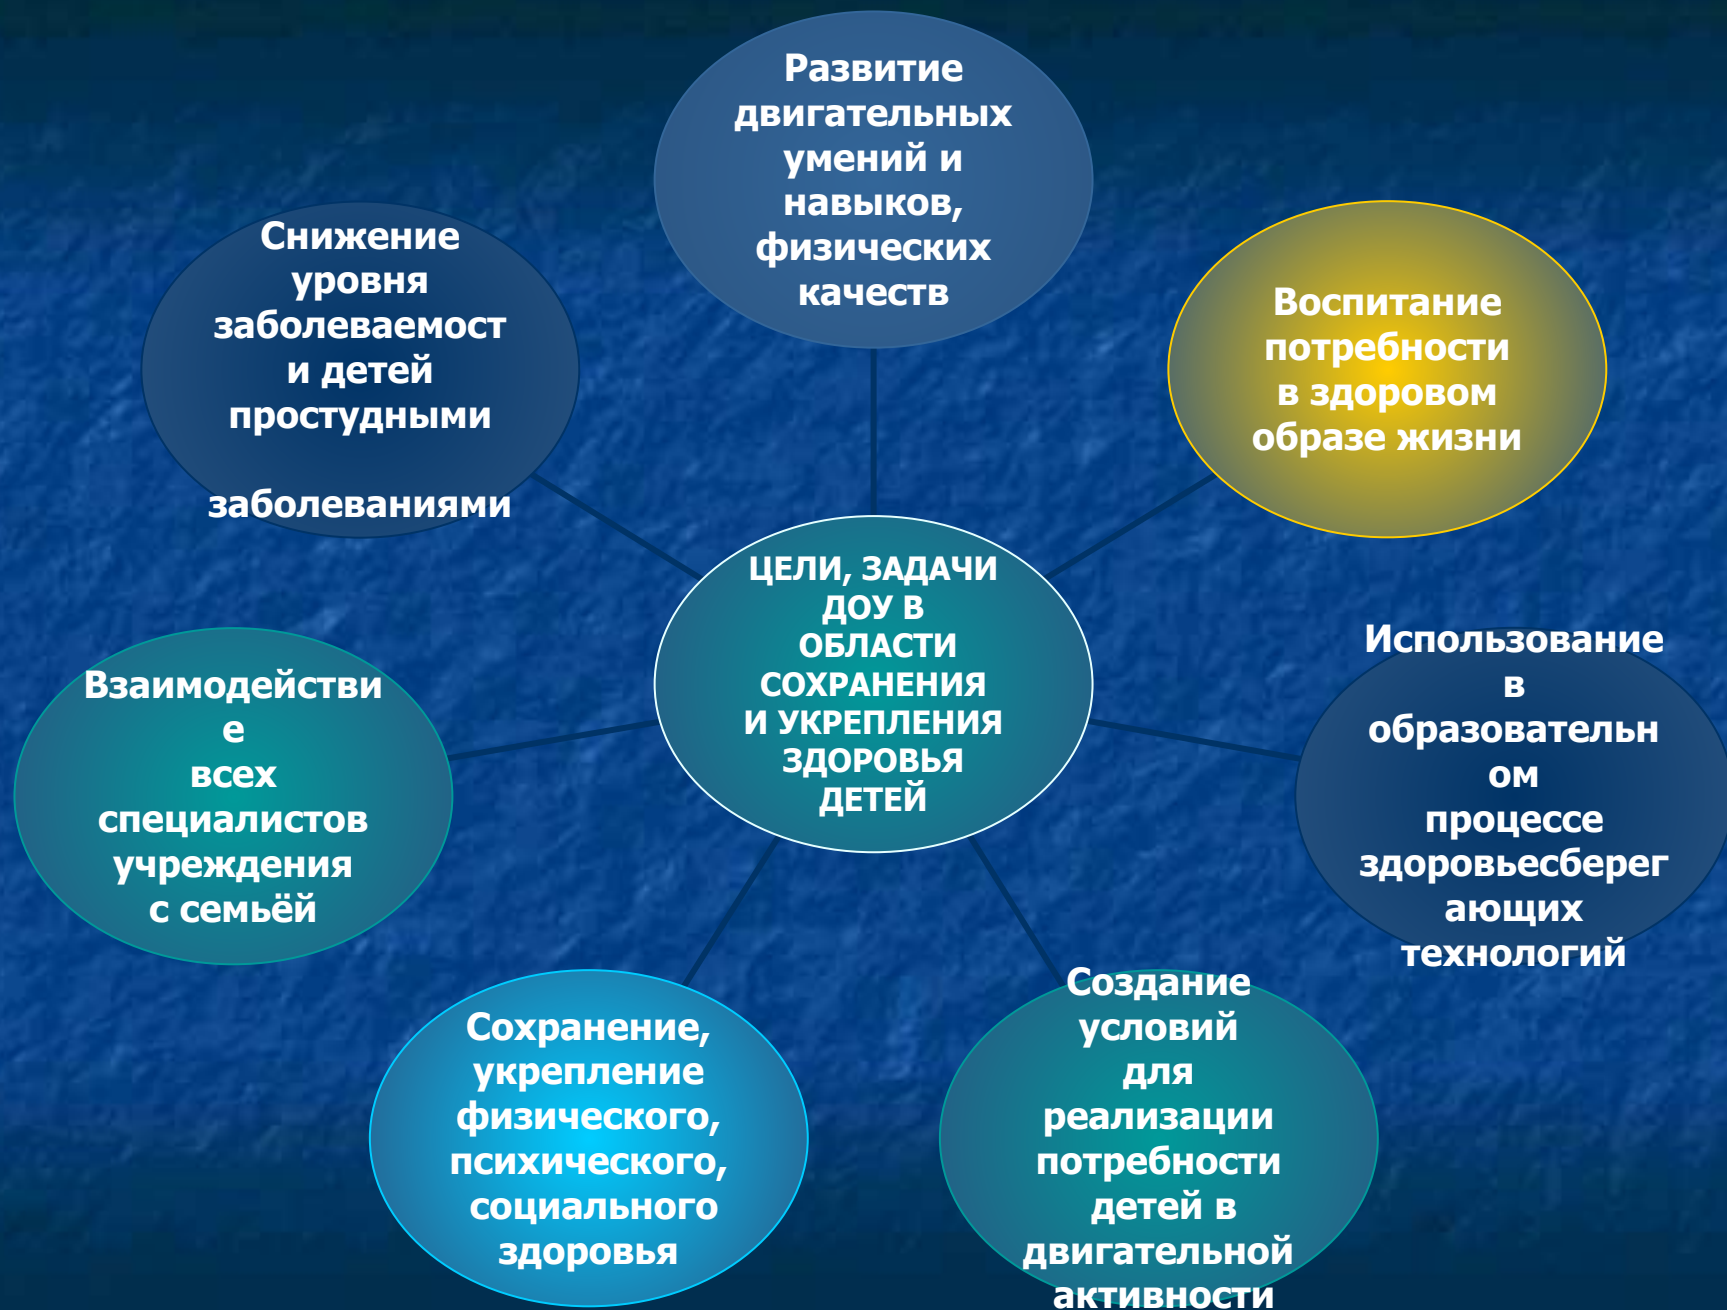 Развитие
двигательных
умений и
навыков,
физических
качеств
Воспитание
потребности
в здоровом
образе жизни
Использование
в
образовательн
ом
процессе
здоровьесберег
ающих
технологий
Создание
условий
для
реализации
потребности
детей в
двигательной
активности
Сохранение,
укрепление
физического,
психического,
социального
здоровья
Взаимодействи
е
всех
специалистов
учреждения
с семьёй
Снижение
уровня
заболеваемост
и детей
простудными
заболеваниями
ЦЕЛИ, ЗАДАЧИ
ДОУ В
ОБЛАСТИ
СОХРАНЕНИЯ
И УКРЕПЛЕНИЯ
ЗДОРОВЬЯ
ДЕТЕЙ